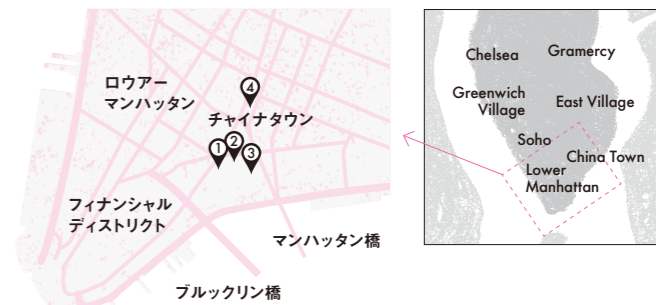 ロウアー
マンハッタン
4
チャイナタウン
1
2
3
フィナンシャル
ディストリクト
マンハッタン橋
ブルックリン橋
Chelsea
Gramercy
Greenwich
Village
East Village
Soho
China Town
Lower
Manhattan